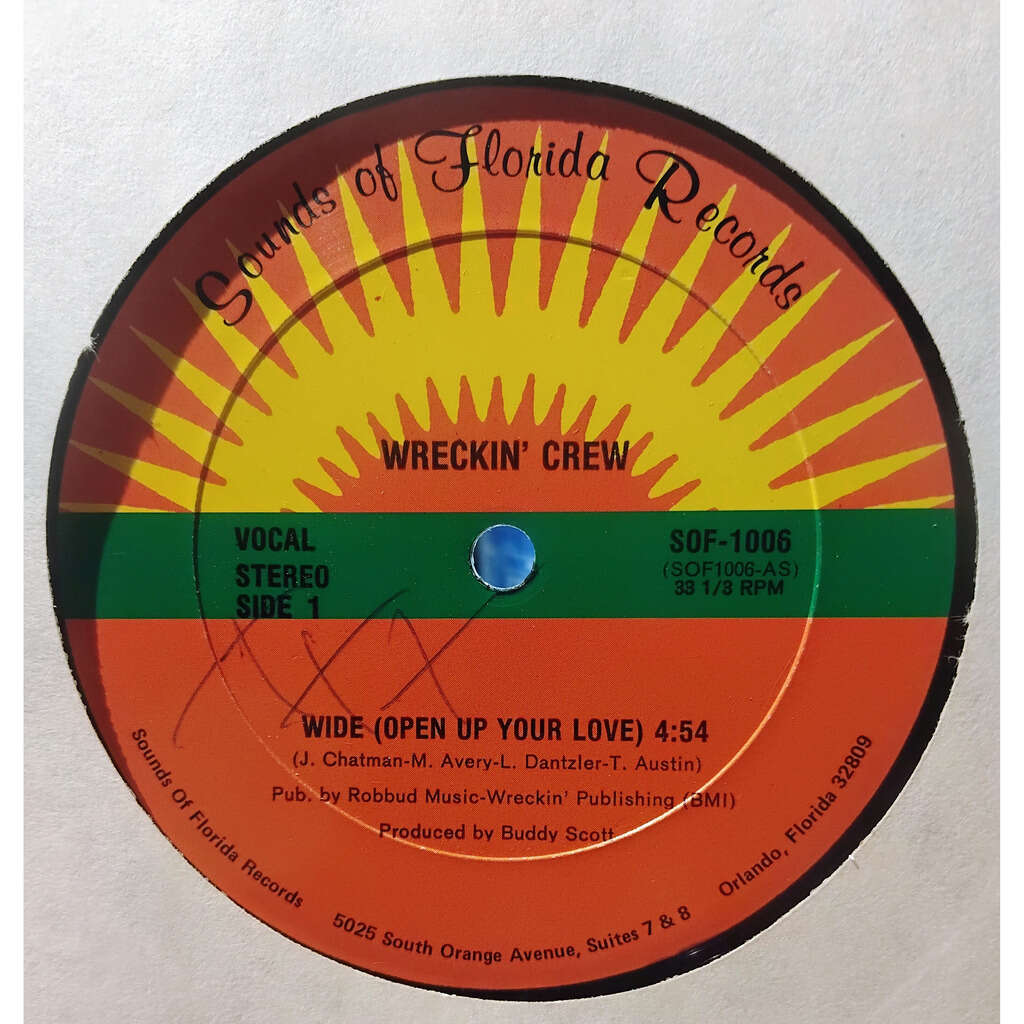 Sounds of Florida Records
WRECKIN' CREW
VOCAL
STEREO
SIDE 1
SOF-1006
(SOF1006-AS)
33 1/3 RPM
XXX
WIDE (OPEN UP YOUR LOVE) 4:54
(J. Chatman-M. Avery-L. Dantzler-T. Austin)
Pub. by Robbud Music-Wreckin' Publishing (BMI)
Produced by Buddy Scott
Sounds Of Florida Records 5025 South Orange Avenue, Suites 7 & 8 Orlando, Florida 32809